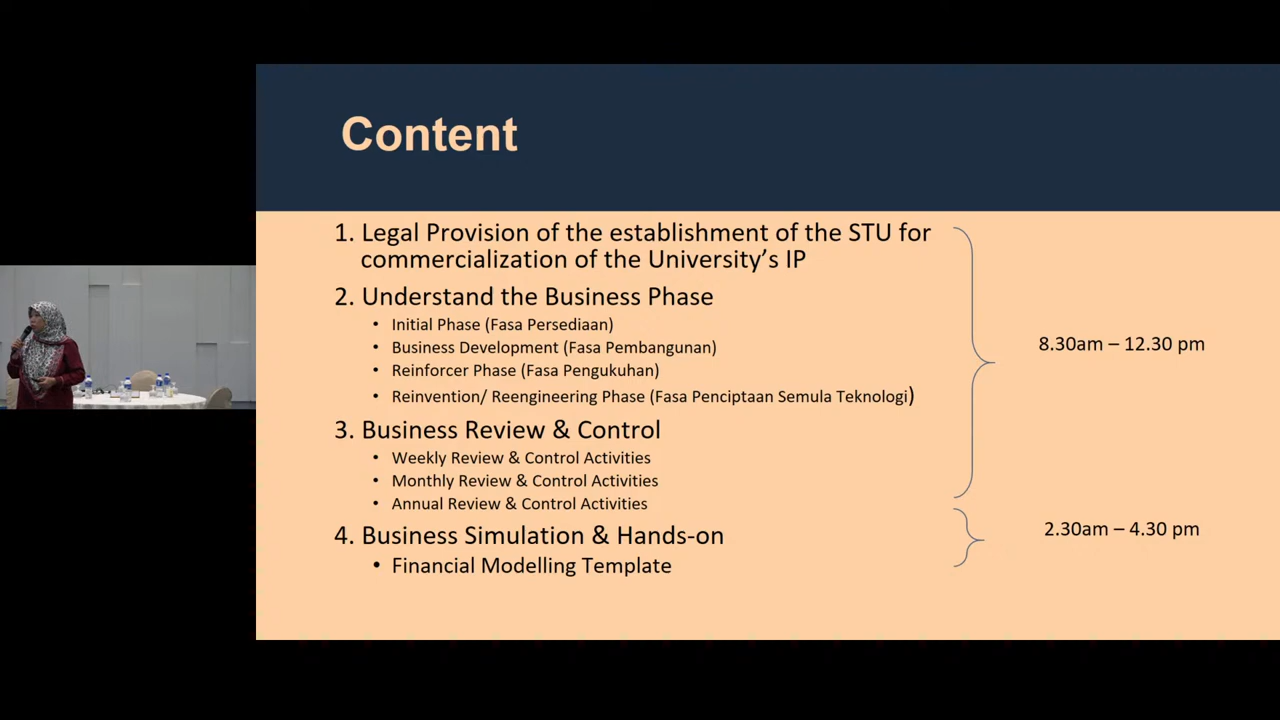 Content
1. Legal Provision of the establishment of the STU for
commercialization of the University's IP
2. Understand the Business Phase
• Initial Phase (Fasa Persediaan)
• Business Development (Fasa Pembangunan)
• Reinforcer Phase (Fasa Pengukuhan)
• Reinvention/ Reengineering Phase (Fasa Penciptaan Semula Teknologi)
8.30am – 12.30 pm
3. Business Review & Control
• Weekly Review & Control Activities
• Monthly Review & Control Activities
• Annual Review & Control Activities
4. Business Simulation & Hands-on
• Financial Modelling Template
2.30am – 4.30 pm